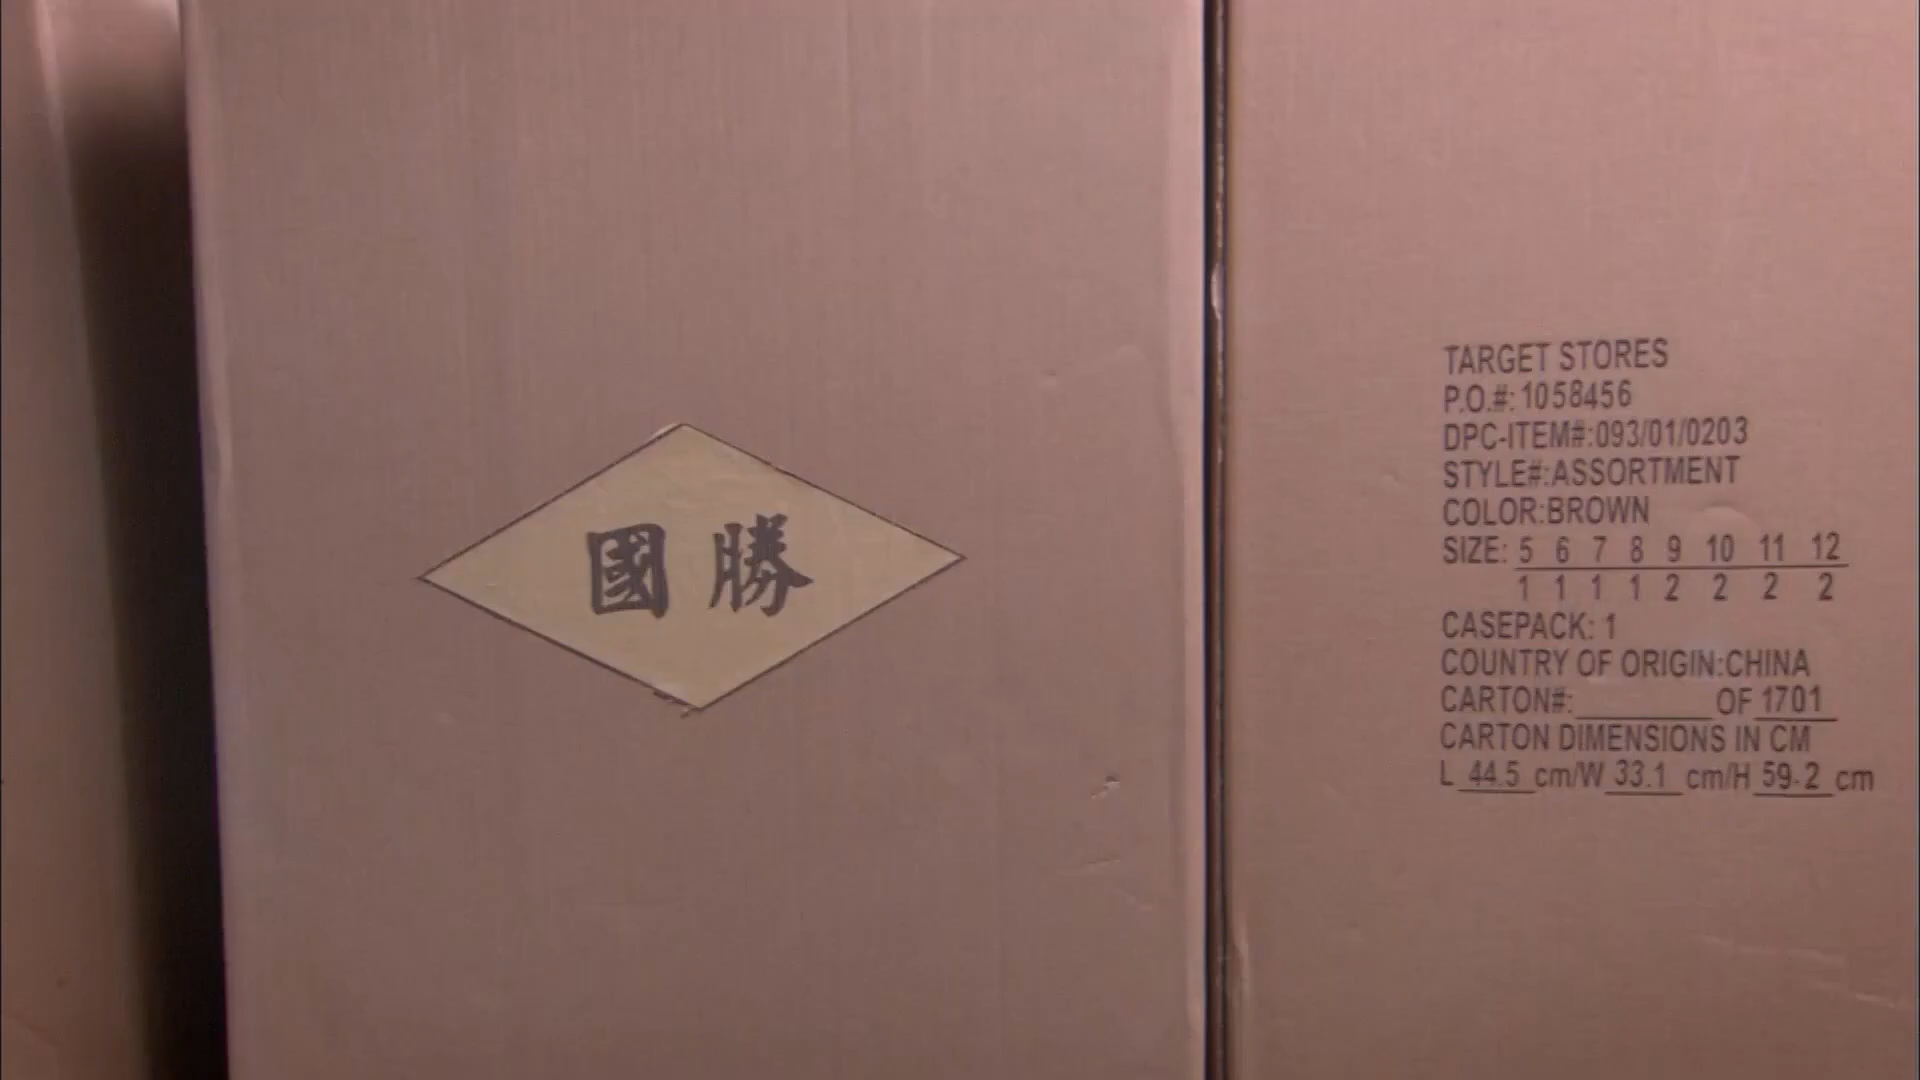 國勝
TARGET STORES
P.O.#:1058456
DPC-ITEM#:093/01/0203
STYLE#:ASSORTMENT
COLOR:BROWN
SIZE: 5 6 7 8 9 10 11 12
1 1 1 1 2 2 2 2
CASEPACK: 1
COUNTRY OF ORIGIN:CHINA
CARTON#:________OF 1701
CARTON DIMENSIONS IN CM
L 44.5 cm/W 33.1 cm/H 59.2 cm